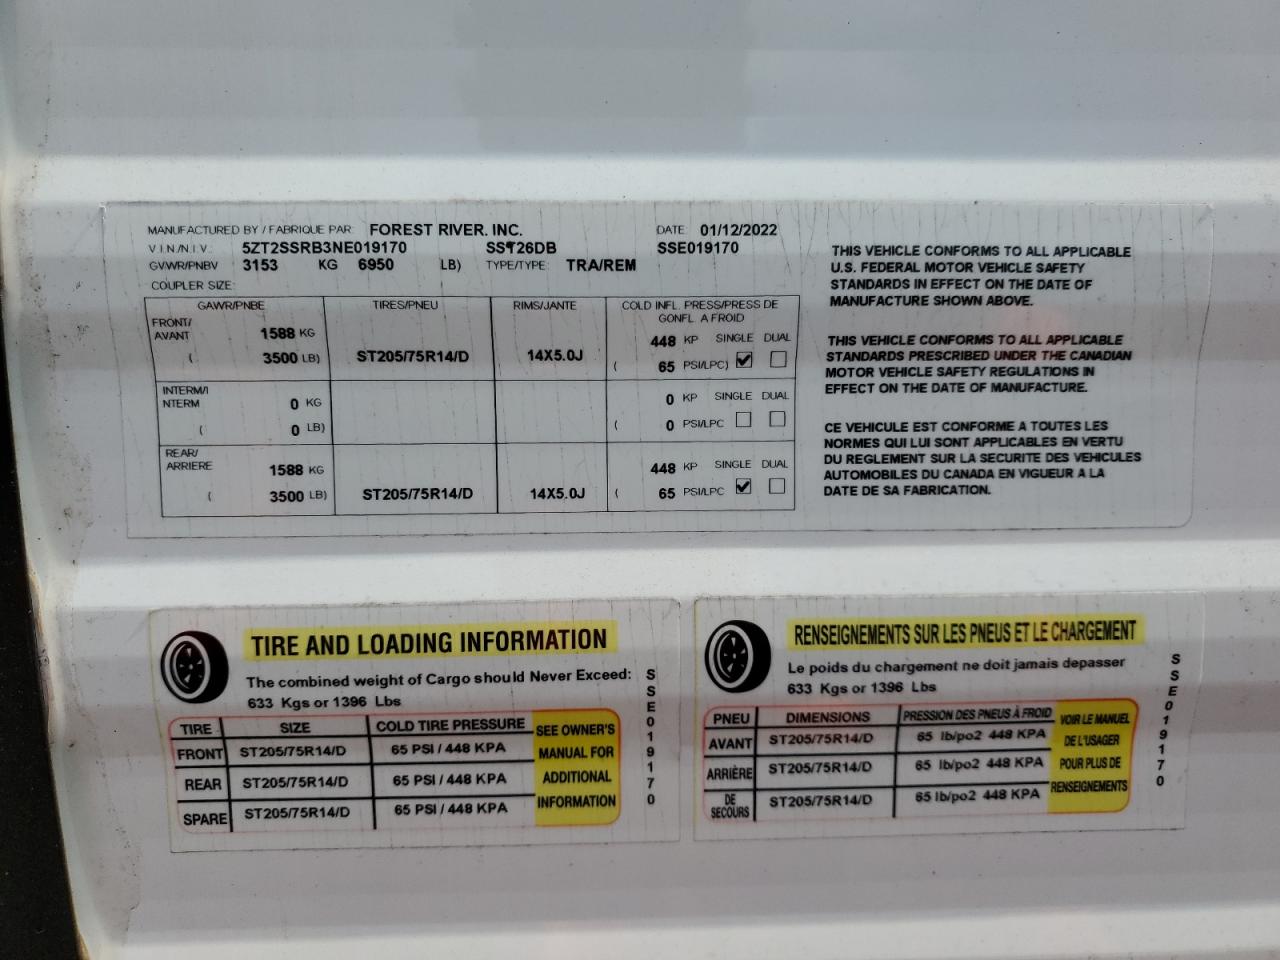 MANUFACTURED BY / FABRIQUE PAR: FOREST RIVER, INC. DATE: 01/12/2022
V.I.N./N.I.V.: 5ZT2SSRB3NE019170 SST26DB SSE019170
GVWR/PNBV 3153 KG 6950 LB) TYPE/TYPE: TRA/REM
COUPLER SIZE:
GAWR/PNBE TIRES/PNEU RIMS/JANTE COLD INFL. PRESS/PRESS DE
GONFL. A FROID
FRONT/
AVANT 1588 KG 448 KP SINGLE DUAL
( 3500 LB) ST205/75R14/D 14X5.0J ( 65 PSI/LPC)
INTERM/I
NTERM 0 KG 0 KP SINGLE DUAL
( 0 LB) ( 0 PSI/LPC
REAR/
ARRIERE 1588 KG 448 KP SINGLE DUAL
( 3500 LB) ST205/75R14/D 14X5.0J ( 65 PSI/LPC
THIS VEHICLE CONFORMS TO ALL APPLICABLE
U.S. FEDERAL MOTOR VEHICLE SAFETY
STANDARDS IN EFFECT ON THE DATE OF
MANUFACTURE SHOWN ABOVE.
THIS VEHICLE CONFORMS TO ALL APPLICABLE
STANDARDS PRESCRIBED UNDER THE CANADIAN
MOTOR VEHICLE SAFETY REGULATIONS IN
EFFECT ON THE DATE OF MANUFACTURE.
CE VEHICULE EST CONFORME A TOUTES LES
NORMES QUI LUI SONT APPLICABLES EN VERTU
DU REGLEMENT SUR LA SECURITE DES VEHICULES
AUTOMOBILES DU CANADA EN VIGUEUR A LA
DATE DE SA FABRICATION.
TIRE AND LOADING INFORMATION
The combined weight of Cargo should Never Exceed:
633 Kgs or 1396 Lbs
TIRE SIZE COLD TIRE PRESSURE
FRONT ST205/75R14/D 65 PSI / 448 KPA
REAR ST205/75R14/D 65 PSI / 448 KPA
SPARE ST205/75R14/D 65 PSI / 448 KPA
SEE OWNER'S
MANUAL FOR
ADDITIONAL
INFORMATION
SSE019170
RENSEIGNEMENTS SUR LES PNEUS ET LE CHARGEMENT
Le poids du chargement ne doit jamais depasser
633 Kgs or 1396 Lbs
PNEU DIMENSIONS PRESSION DES PNEUS À FROID
AVANT ST205/75R14/D 65 lb/po2 448 KPA
ARRIÈRE ST205/75R14/D 65 lb/po2 448 KPA
DE
SECOURS ST205/75R14/D 65 lb/po2 448 KPA
VOIR LE MANUEL
DE L'USAGER
POUR PLUS DE
RENSEIGNEMENTS
SSE019170